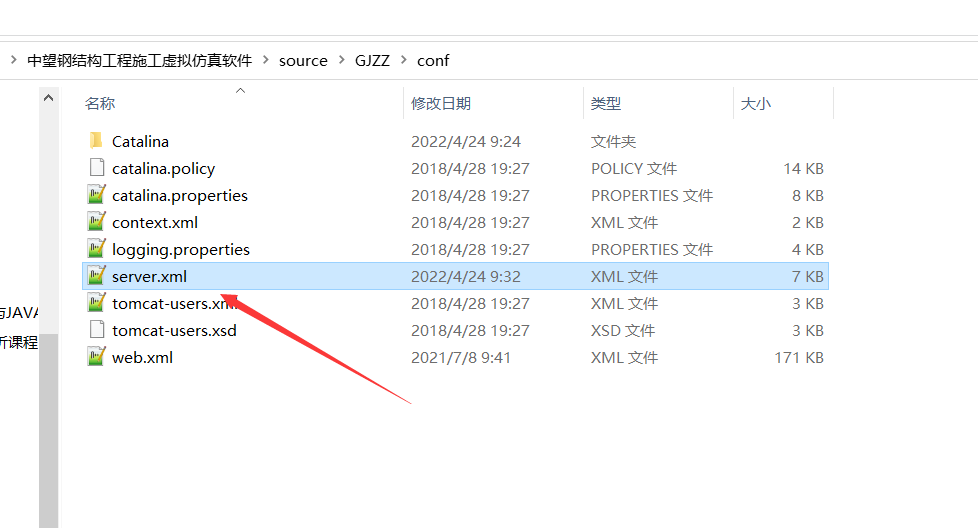 中望钢结构工程施工虚拟仿真软件 source GJZZ conf
名称 修改日期 类型 大小
Catalina 2022/4/24 9:24 文件夹
catalina.policy 2018/4/28 19:27 POLICY 文件 14 KB
catalina.properties 2018/4/28 19:27 PROPERTIES 文件 8 KB
context.xml 2018/4/28 19:27 XML 文件 2 KB
logging.properties 2018/4/28 19:27 PROPERTIES 文件 4 KB
server.xml 2022/4/24 9:32 XML 文件 7 KB
tomcat-users.xml 2018/4/28 19:27 XML 文件 3 KB
与JAVA
tomcat-users.xsd 2018/4/28 19:27 XSD 文件 3 KB
听课程
web.xml 2021/7/8 9:41 XML 文件 171 KB